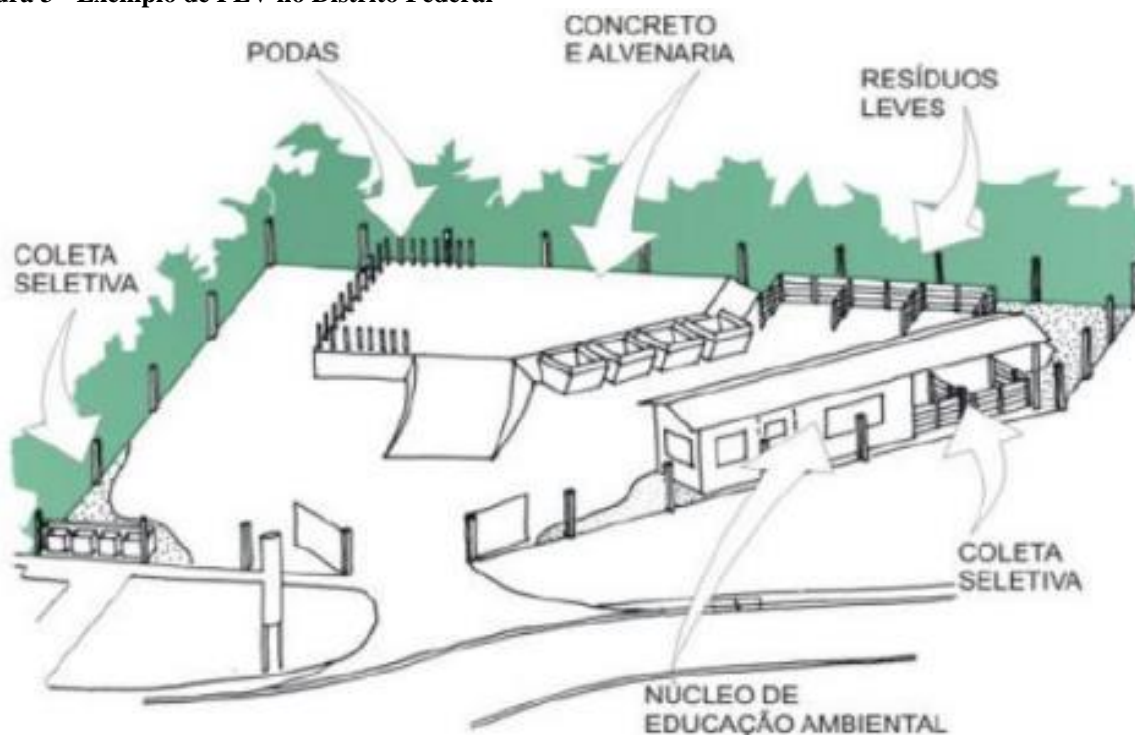 Exemplo de PEV no Distrito Federal
PODAS
CONCRETO
E ALVENARIA
RESÍDUOS
LEVES
COLETA
SELETIVA
COLETA
SELETIVA
NÚCLEO DE
EDUCAÇÃO AMBIENTAL